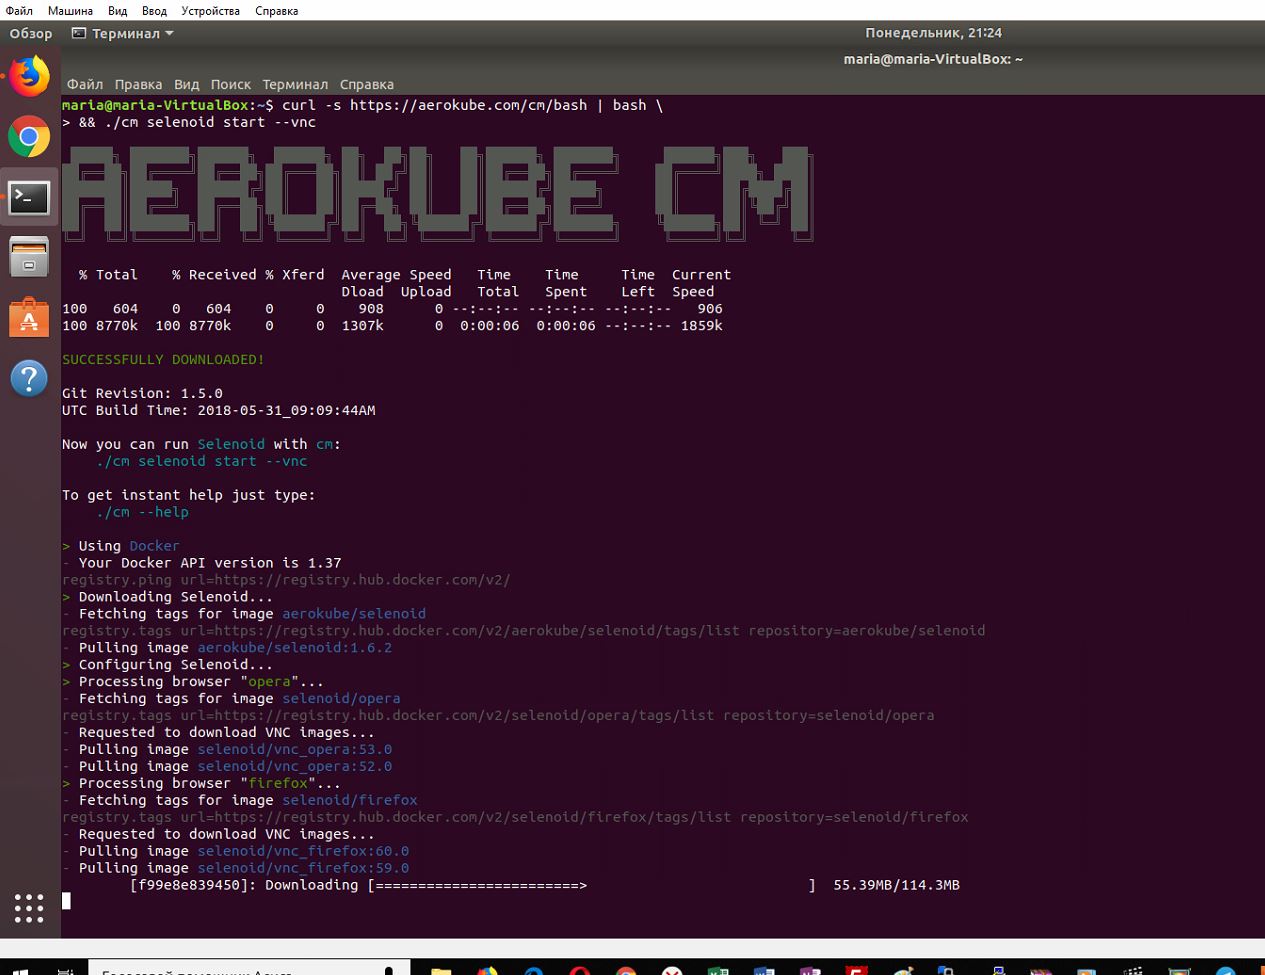 Файл Машина Вид Ввод Устройства Справка
Обзор Терминал Понедельник, 21:24
maria@maria-VirtualBox: ~
Файл Правка Вид Поиск Терминал Справка
maria@maria-VirtualBox:~$ curl -s https://aerokube.com/cm/bash | bash \
> && ./cm selenoid start --vnc
AEROKUBE CM
% Total % Received % Xferd Average Speed Time Time Time Current
Dload Upload Total Spent Left Speed
100 604 0 604 0 0 908 0 --:--:-- --:--:-- --:--:-- 906
100 8770k 100 8770k 0 0 1307k 0 0:00:06 0:00:06 --:--:-- 1859k
SUCCESSFULLY DOWNLOADED!
Git Revision: 1.5.0
UTC Build Time: 2018-05-31_09:09:44AM
Now you can run Selenoid with cm:
./cm selenoid start --vnc
To get instant help just type:
./cm --help
> Using Docker
- Your Docker API version is 1.37
registry.ping url=https://registry.hub.docker.com/v2/
> Downloading Selenoid...
- Fetching tags for image aerokube/selenoid
registry.tags url=https://registry.hub.docker.com/v2/aerokube/selenoid/tags/list repository=aerokube/selenoid
- Pulling image aerokube/selenoid:1.6.2
> Configuring Selenoid...
> Processing browser "opera"...
- Fetching tags for image selenoid/opera
registry.tags url=https://registry.hub.docker.com/v2/selenoid/opera/tags/list repository=selenoid/opera
- Requested to download VNC images...
- Pulling image selenoid/vnc_opera:53.0
- Pulling image selenoid/vnc_opera:52.0
> Processing browser "firefox"...
- Fetching tags for image selenoid/firefox
registry.tags url=https://registry.hub.docker.com/v2/selenoid/firefox/tags/list repository=selenoid/firefox
- Requested to download VNC images...
- Pulling image selenoid/vnc_firefox:60.0
- Pulling image selenoid/vnc_firefox:59.0
[f99e8e839450]: Downloading [========================> ] 55.39MB/114.3MB